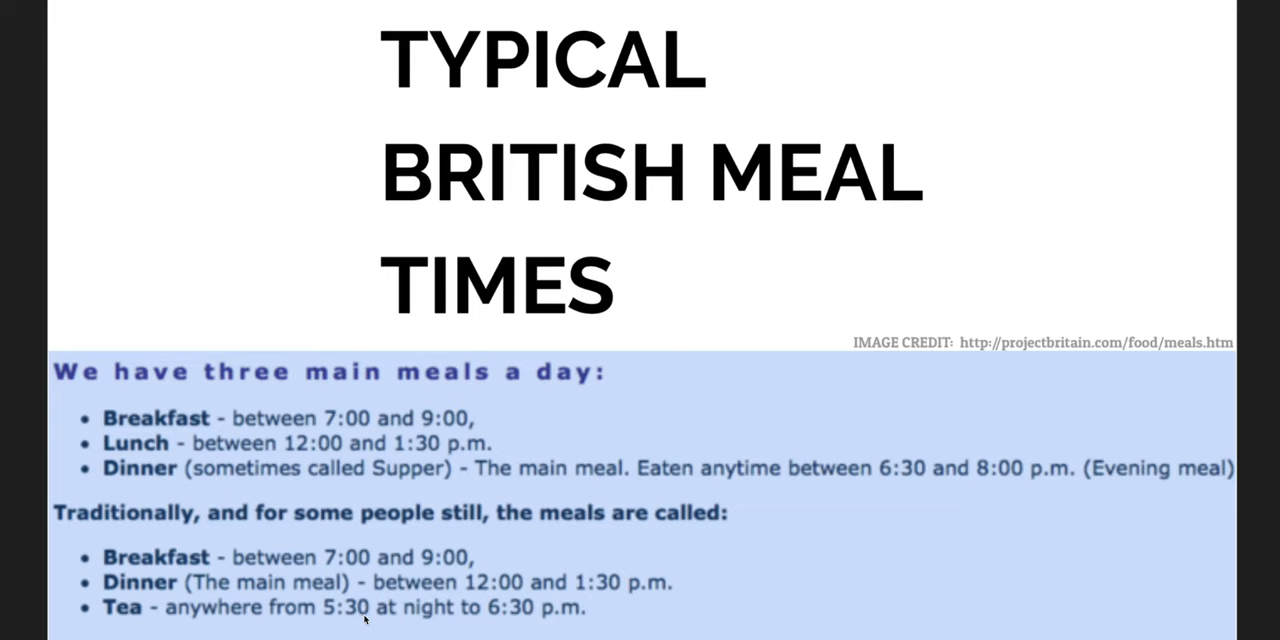 TYPICAL
BRITISH MEAL
TIMES
IMAGE CREDIT: http://projectbritain.com/food/meals.htm
We have three main meals a day:
• Breakfast - between 7:00 and 9:00,
• Lunch - between 12:00 and 1:30 p.m.
• Dinner (sometimes called Supper) - The main meal. Eaten anytime between 6:30 and 8:00 p.m. (Evening meal)
Traditionally, and for some people still, the meals are called:
• Breakfast - between 7:00 and 9:00,
• Dinner (The main meal) - between 12:00 and 1:30 p.m.
• Tea - anywhere from 5:30 at night to 6:30 p.m.